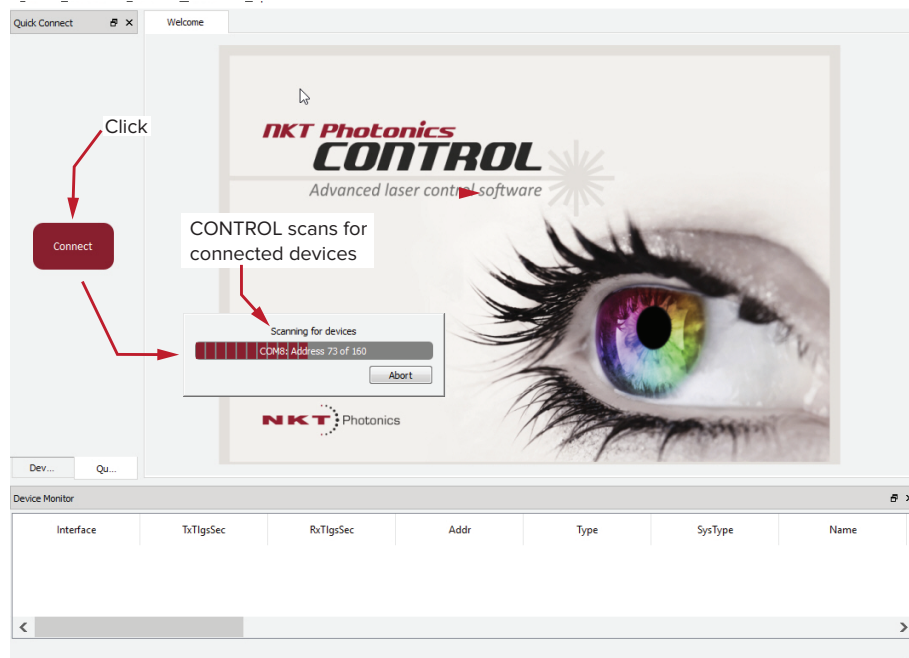 Quick Connect
Welcome
Click
NKT Photonics
CONTROL
Advanced laser control software
CONTROL scans for
connected devices
Connect
Scanning for devices
COM8: Address 73 of 160
Abort
NKT Photonics
Dev...
Qu...
Device Monitor
Interface TxTlgsSec RxTlgsSec Addr Type SysType Name